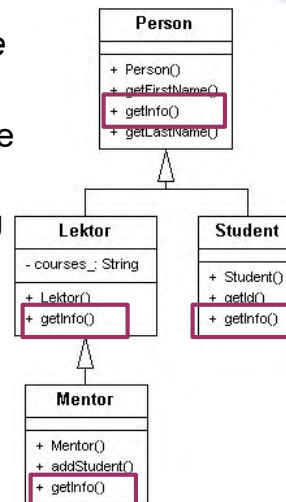 e
Person
+ Person()
+ getFirstName()
+ getInfo()
+ getLastName()
e
g
Lektor
- courses_: String
+ Lektor()
+ getInfo()
Student
+ Student()
+ getId()
+ getInfo()
Mentor
+ Mentor()
+ addStudent()
+ getInfo()